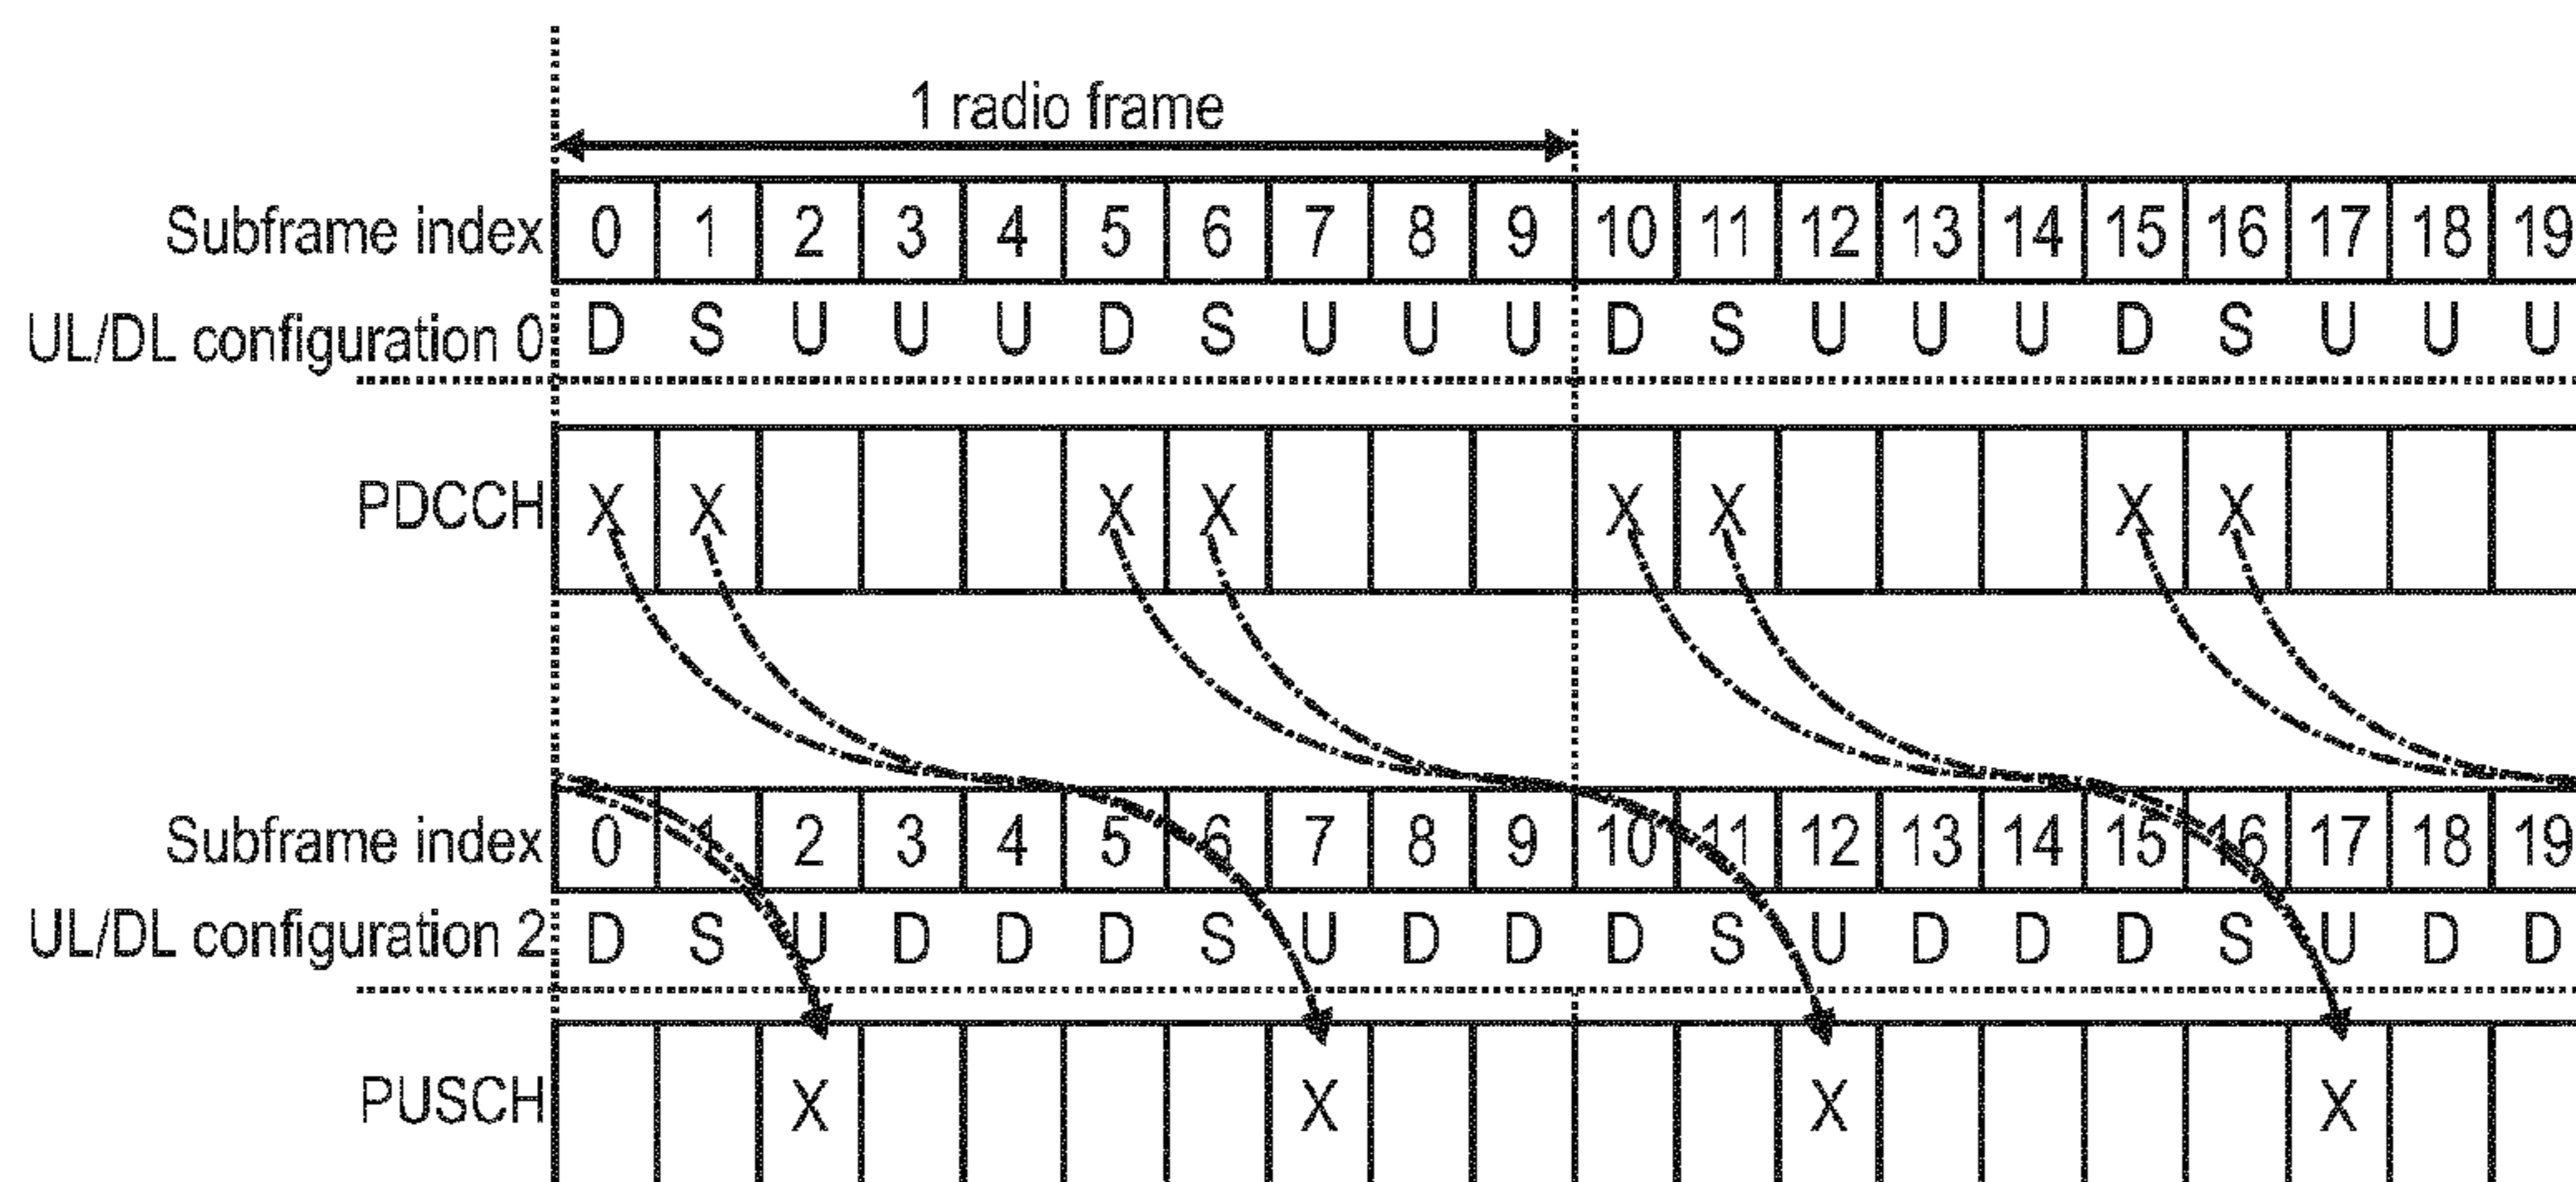 1 radio frame
Subframe index 0 1 2 3 4 5 6 7 8 9 10 11 12 13 14 15 16 17 18 19
UL/DL configuration 0 D S U U U D S U U U D S U U U D S U U U
PDCCH X X X X X X X X
Subframe index 0 1 2 3 4 5 6 7 8 9 10 11 12 13 14 15 16 17 18 19
UL/DL configuration 2 D S U D D D S U D D D S U D D D S U D D
PUSCH X X X X